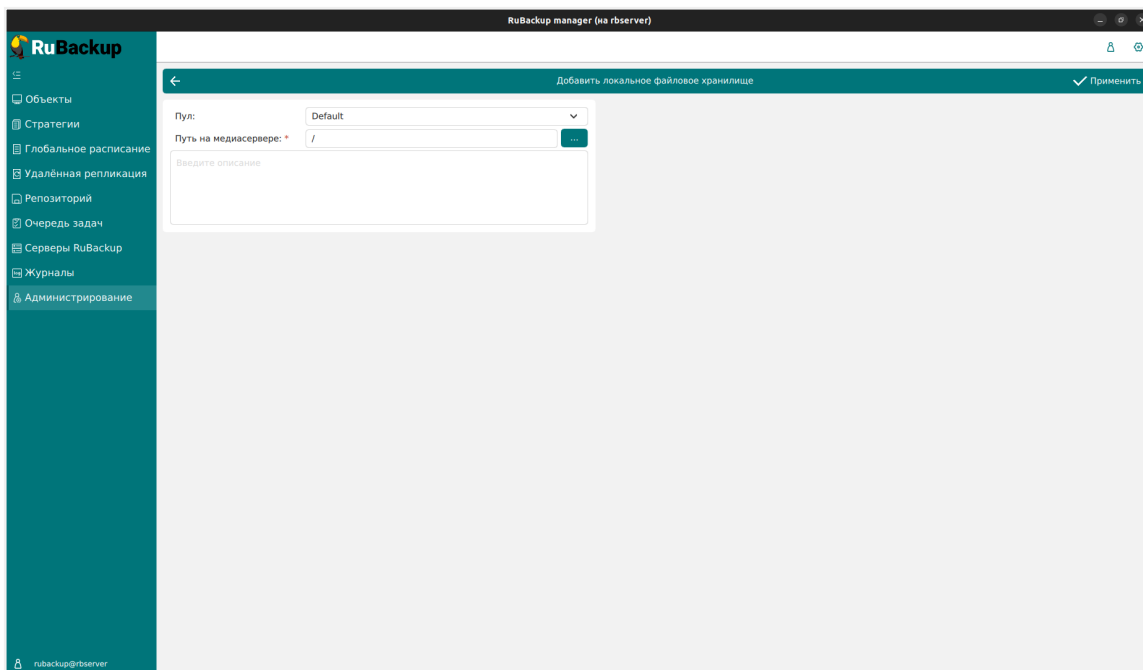 RuBackup manager (на rbserver)
RuBackup
Объекты
Стратегии
Глобальное расписание
Удалённая репликация
Репозиторий
Очередь задач
Серверы RuBackup
Журналы
Администрирование
Добавить локальное файловое хранилище
Применить
Пул:
Default
Путь на медиасервере: *
/
...
Введите описание
rubackup@rbserver